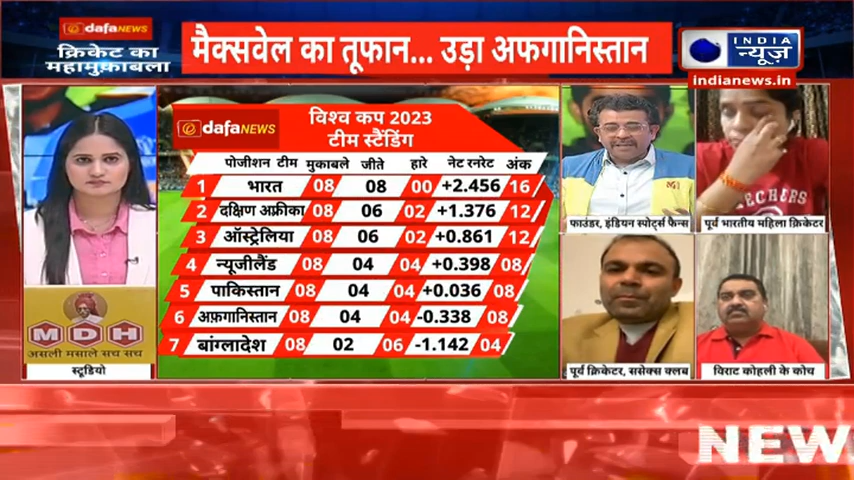 dafaNEWS
क्रिकेट का
महामुक़ाबला
मैक्सवेल का तूफान... उड़ा अफगानिस्तान
INDIA
न्यूज़
indianews.in
dafaNEWS
विश्व कप 2023
टीम स्टैंडिंग
पोजीशन टीम मुकाबले जीते हारे नेट रनरेट अंक
1 भारत 08 08 00 +2.456 16
2 दक्षिण अफ्रीका 08 06 02 +1.376 12
3 ऑस्ट्रेलिया 08 06 02 +0.861 12
4 न्यूजीलैंड 08 04 04 +0.398 08
5 पाकिस्तान 08 04 04 +0.036 08
6 अफ़गानिस्तान 08 04 04 -0.338 08
7 बांग्लादेश 08 02 06 -1.142 04
फाउंडर, इंडियन स्पोर्ट्स फैन्स
SKECHERS
पूर्व भारतीय महिला क्रिकेटर
MDH
असली मसाले सच सच
स्टूडियो
पूर्व क्रिकेटर, ससेक्स क्लब
विराट कोहली के कोच
NEW